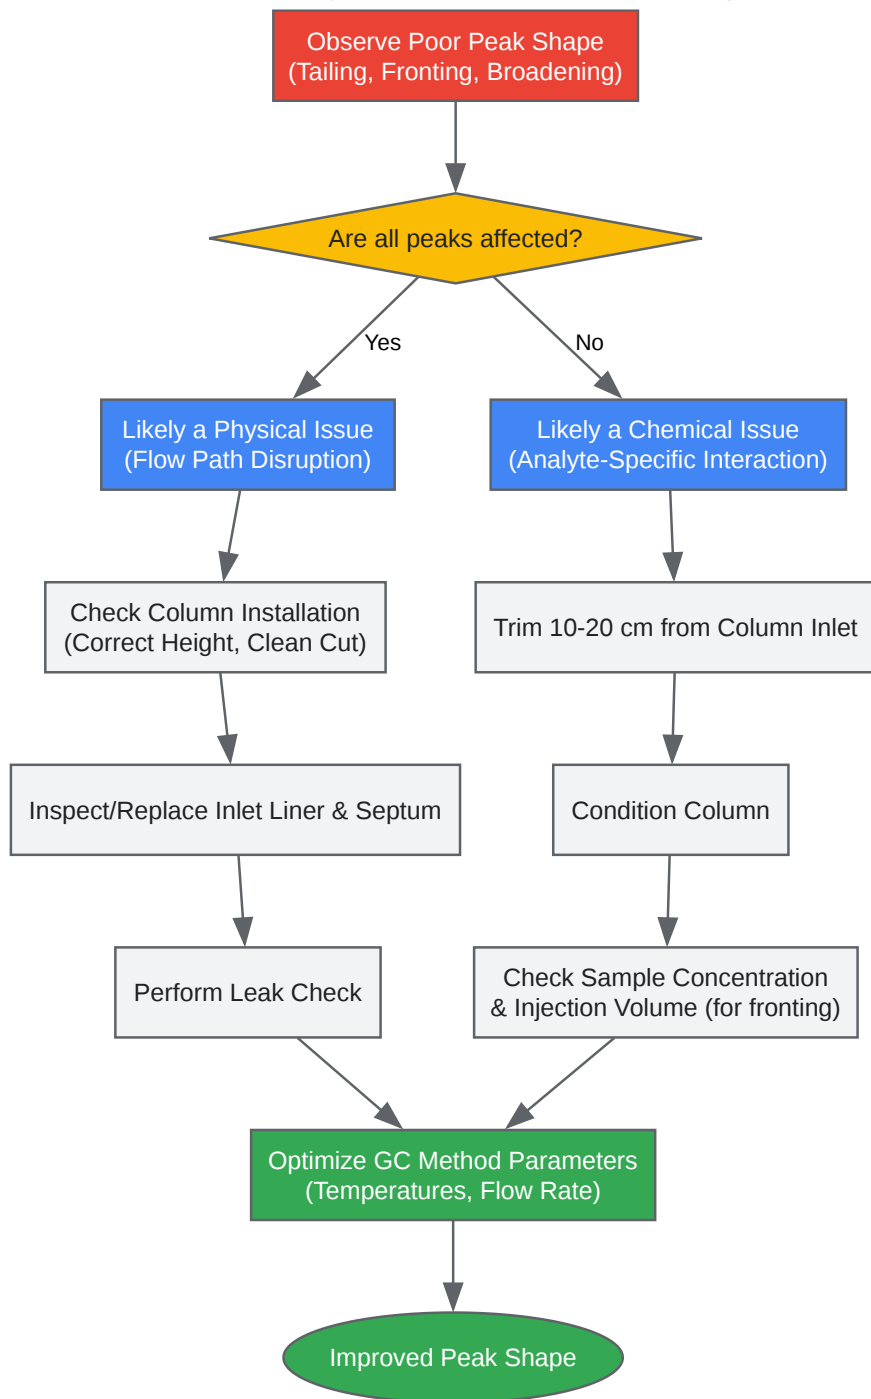 Observe Poor Peak Shape
(Tailing, Fronting, Broadening)
Are all peaks affected?
Yes
No
Likely a Physical Issue
(Flow Path Disruption)
Likely a Chemical Issue
(Analyte-Specific Interaction)
Check Column Installation
(Correct Height, Clean Cut)
Trim 10-20 cm from Column Inlet
Inspect/Replace Inlet Liner & Septum
Condition Column
Perform Leak Check
Check Sample Concentration
& Injection Volume (for fronting)
Optimize GC Method Parameters
(Temperatures, Flow Rate)
Improved Peak Shape